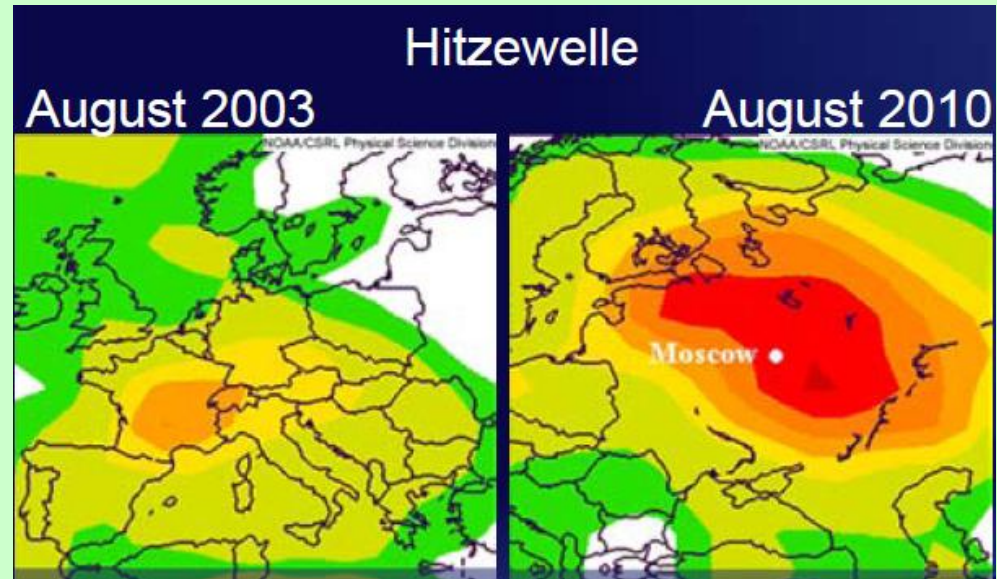 Hitzewelle
August 2003
August 2010
NOAA/CSRL Physical Science Division
NOAA/CSRL Physical Science Division
Moscow